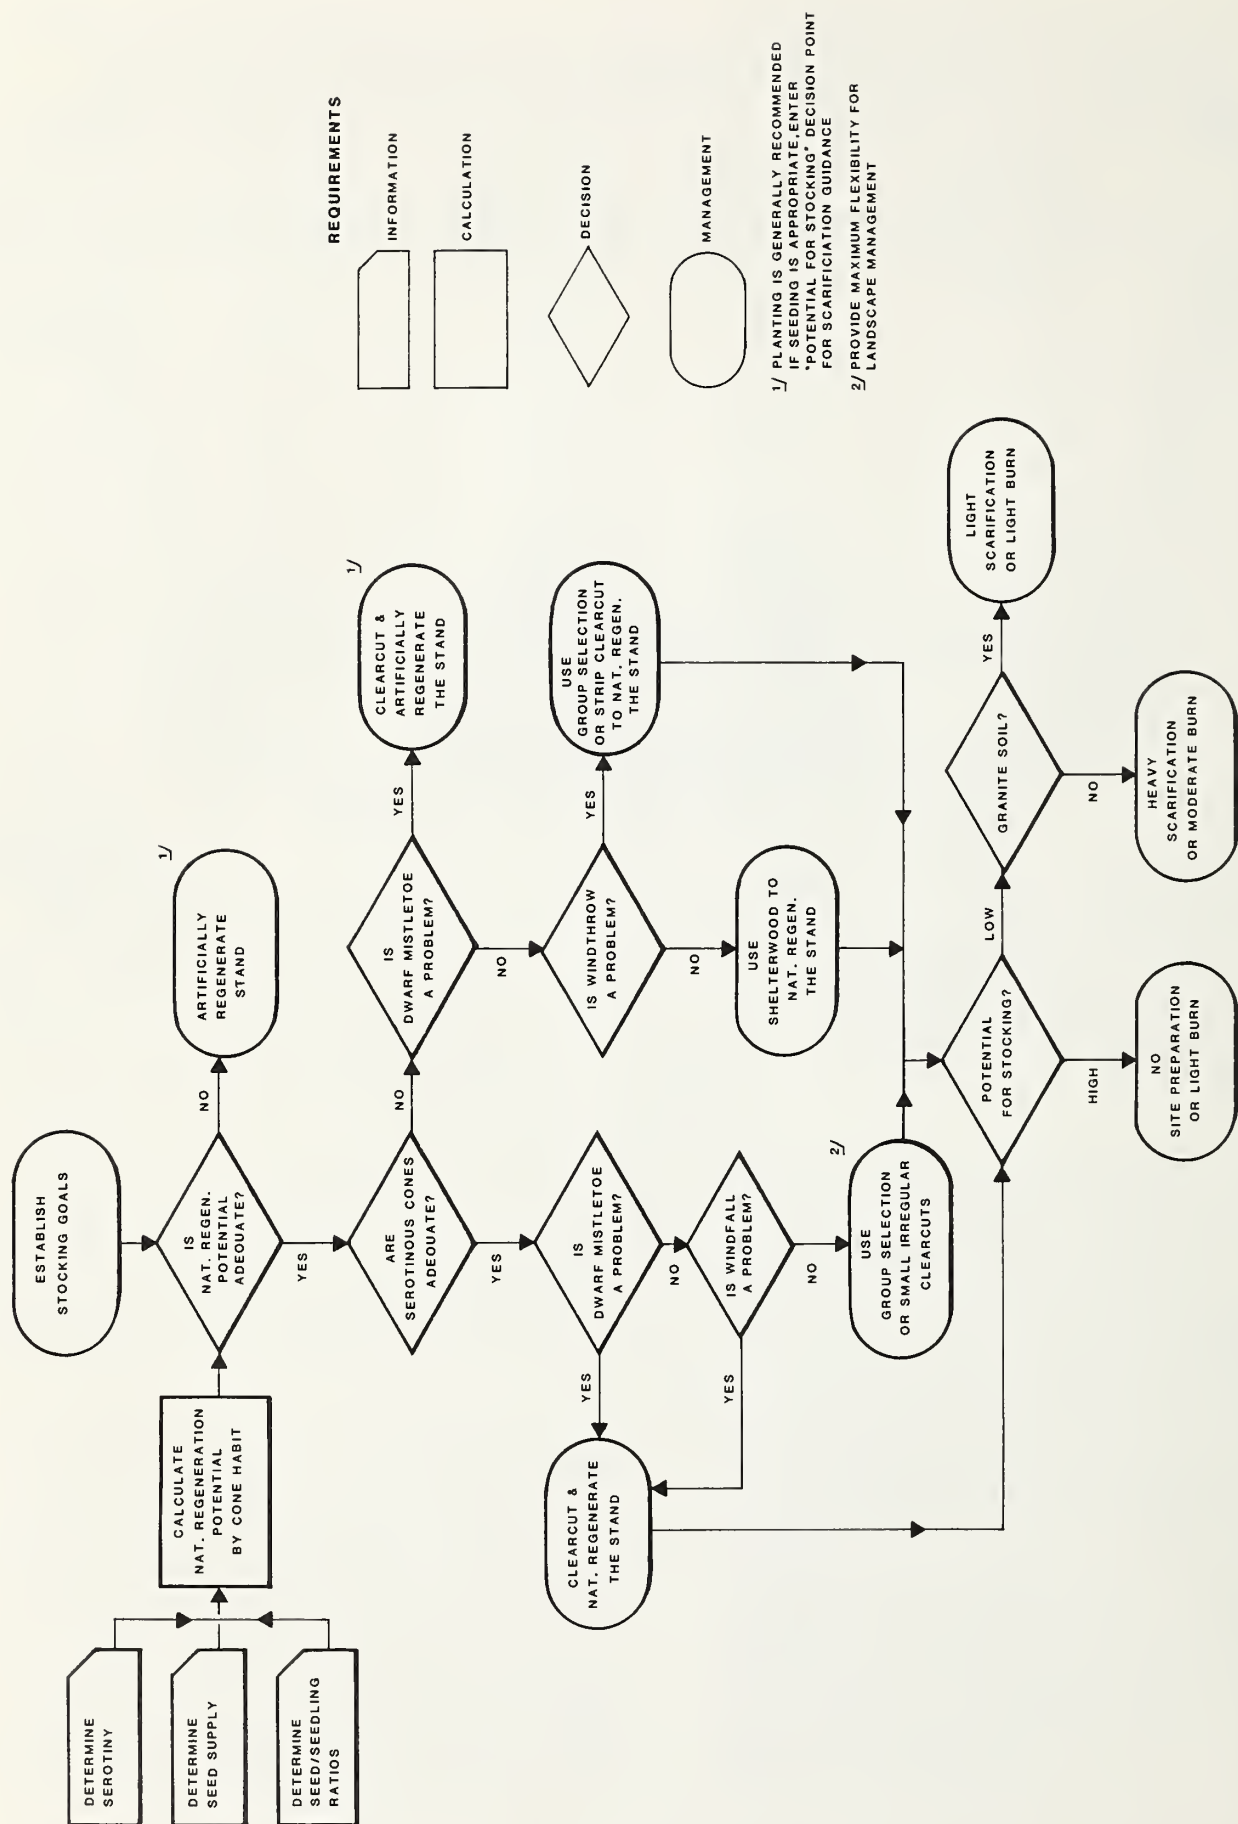 DETERMINE
SEROTINY
DETERMINE
SEED SUPPLY
DETERMINE
SEED/SEEDLING
RATIOS
CALCULATE
NAT. REGENERATION
POTENTIAL
BY CONE HABIT
ESTABLISH
STOCKING GOALS
IS
NAT. REGEN.
POTENTIAL
ADEQUATE?
NO
1/
ARTIFICIALLY
REGENERATE
STAND
YES
ARE
SEROTINOUS CONES
ADEQUATE?
NO
IS
DWARF MISTLETOE
A PROBLEM?
YES
1/
CLEARCUT &
ARTIFICIALLY
REGENERATE
THE STAND
NO
IS WINDTHROW
A PROBLEM?
YES
USE
GROUP SELECTION
OR STRIP CLEARCUT
TO NAT. REGEN.
THE STAND
NO
USE
SHELTERWOOD TO
NAT. REGEN.
THE STAND
YES
IS
DWARF MISTLETOE
A PROBLEM?
YES
CLEARCUT &
NAT. REGENERATE
THE STAND
NO
IS WINDFALL
A PROBLEM?
YES
NO
2/
USE
GROUP SELECTION
OR SMALL IRREGULAR
CLEARCUTS
POTENTIAL
FOR STOCKING?
LOW
GRANITE SOIL?
YES
LIGHT
SCARIFICATION
OR LIGHT BURN
HIGH
NO
SITE PREPARATION
OR LIGHT BURN
NO
HEAVY
SCARIFICATION
OR MODERATE BURN
REQUIREMENTS
INFORMATION
CALCULATION
DECISION
MANAGEMENT
1/ PLANTING IS GENERALLY RECOMMENDED
IF SEEDING IS APPROPRIATE, ENTER
"POTENTIAL FOR STOCKING" DECISION POINT
FOR SCARIFICIATION GUIDANCE
2/ PROVIDE MAXIMUM FLEXIBILITY FOR
LANDSCAPE MANAGEMENT